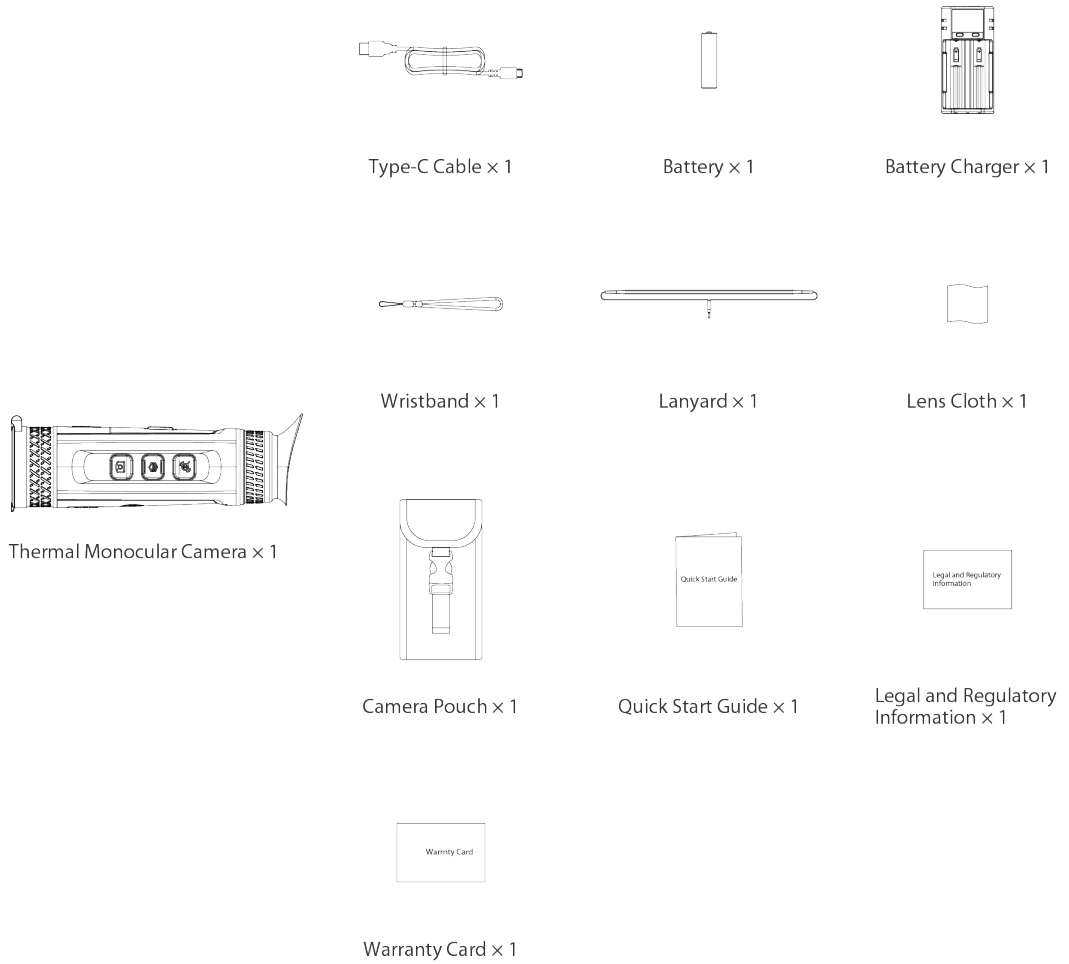 Type-C Cable × 1
Battery × 1
Battery Charger × 1
Wristband × 1
Lanyard × 1
Lens Cloth × 1
Thermal Monocular Camera × 1
Quick Start Guide
Legal and Regulatory
Information
Camera Pouch × 1
Quick Start Guide × 1
Legal and Regulatory
Information × 1
Warrnty Card
Warranty Card × 1